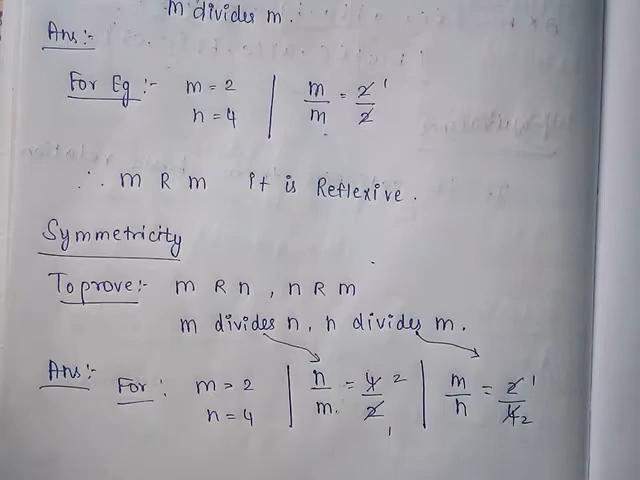 m divides m.
Ans:-
For Eg :- m = 2 | m/m = 2/2 1
n = 4
∴ m R m It is Reflexive.
Symmetricity
To prove:- m R n, n R m
m divides n, n divides m.
Ans:- For: m = 2 | n/m = 4/2 2/1 | m/n = 2/4 1/2
n = 4